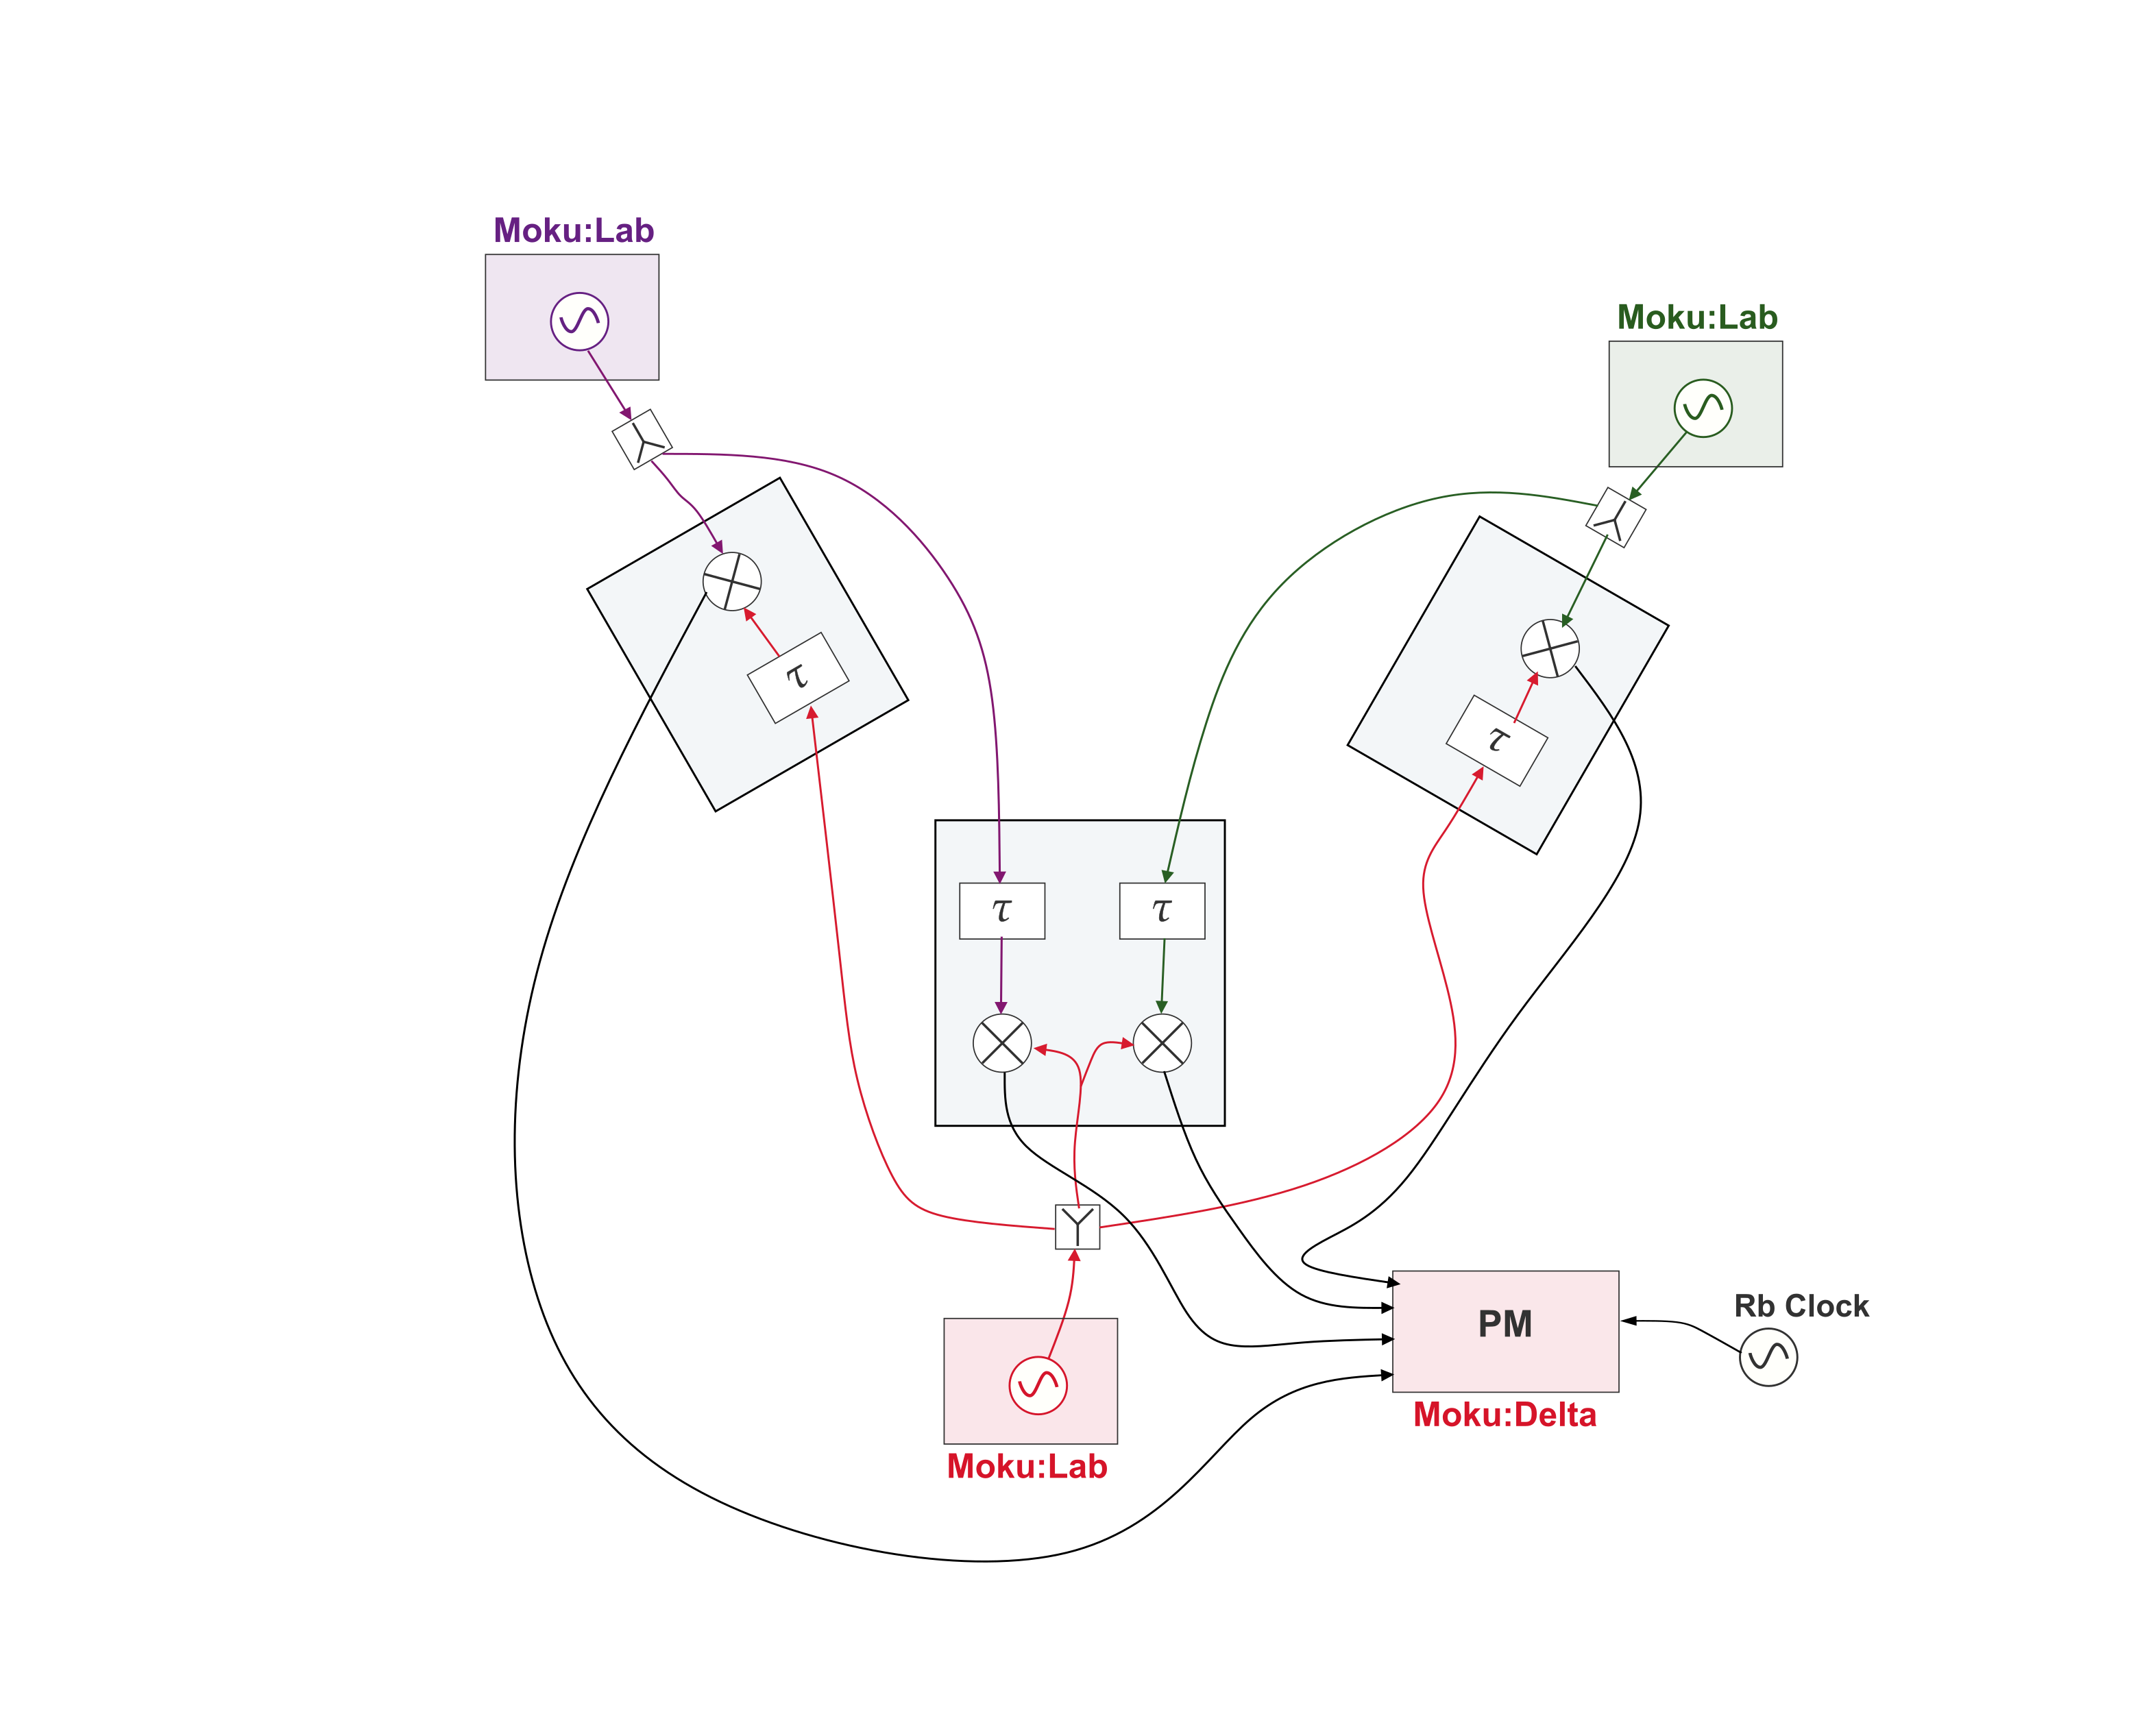 Moku:Lab
Moku:Lab
τ
τ
τ
τ
PM
Rb Clock
Moku:Delta
Moku:Lab